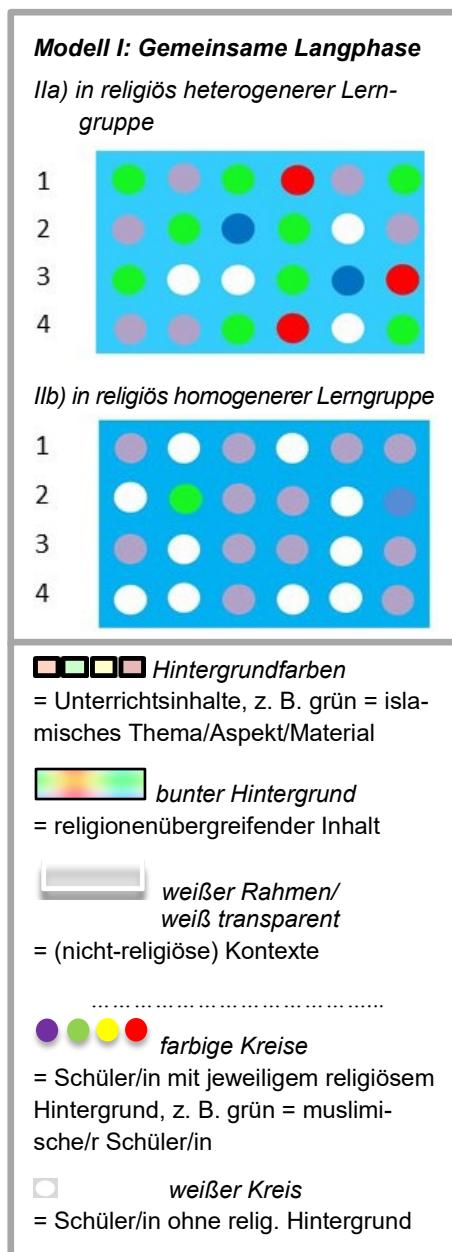 Modell I: Gemeinsame Langphase
IIa) in religiös heterogenerer Lern-
gruppe
1
2
3
4
IIb) in religiös homogenerer Lerngruppe
1
2
3
4
Hintergrundfarben
= Unterrichtsinhalte, z. B. grün = isla-
misches Thema/Aspekt/Material
bunter Hintergrund
= religionenübergreifender Inhalt
weißer Rahmen/
weiß transparent
= (nicht-religiöse) Kontexte
…………………………………...
farbige Kreise
= Schüler/in mit jeweiligem religiösem
Hintergrund, z. B. grün = muslimi-
sche/r Schüler/in
weißer Kreis
= Schüler/in ohne relig. Hintergrund